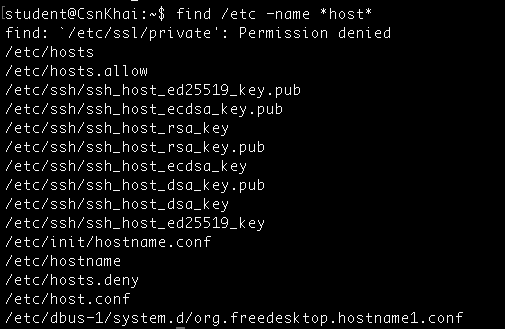 [student@CsnKhai:~$ find /etc -name *host*
find: `/etc/ssl/private': Permission denied
/etc/hosts
/etc/hosts.allow
/etc/ssh/ssh_host_ed25519_key.pub
/etc/ssh/ssh_host_ecdsa_key.pub
/etc/ssh/ssh_host_rsa_key
/etc/ssh/ssh_host_rsa_key.pub
/etc/ssh/ssh_host_ecdsa_key
/etc/ssh/ssh_host_dsa_key.pub
/etc/ssh/ssh_host_dsa_key
/etc/ssh/ssh_host_ed25519_key
/etc/init/hostname.conf
/etc/hostname
/etc/hosts.deny
/etc/host.conf
/etc/dbus-1/system.d/org.freedesktop.hostname1.conf